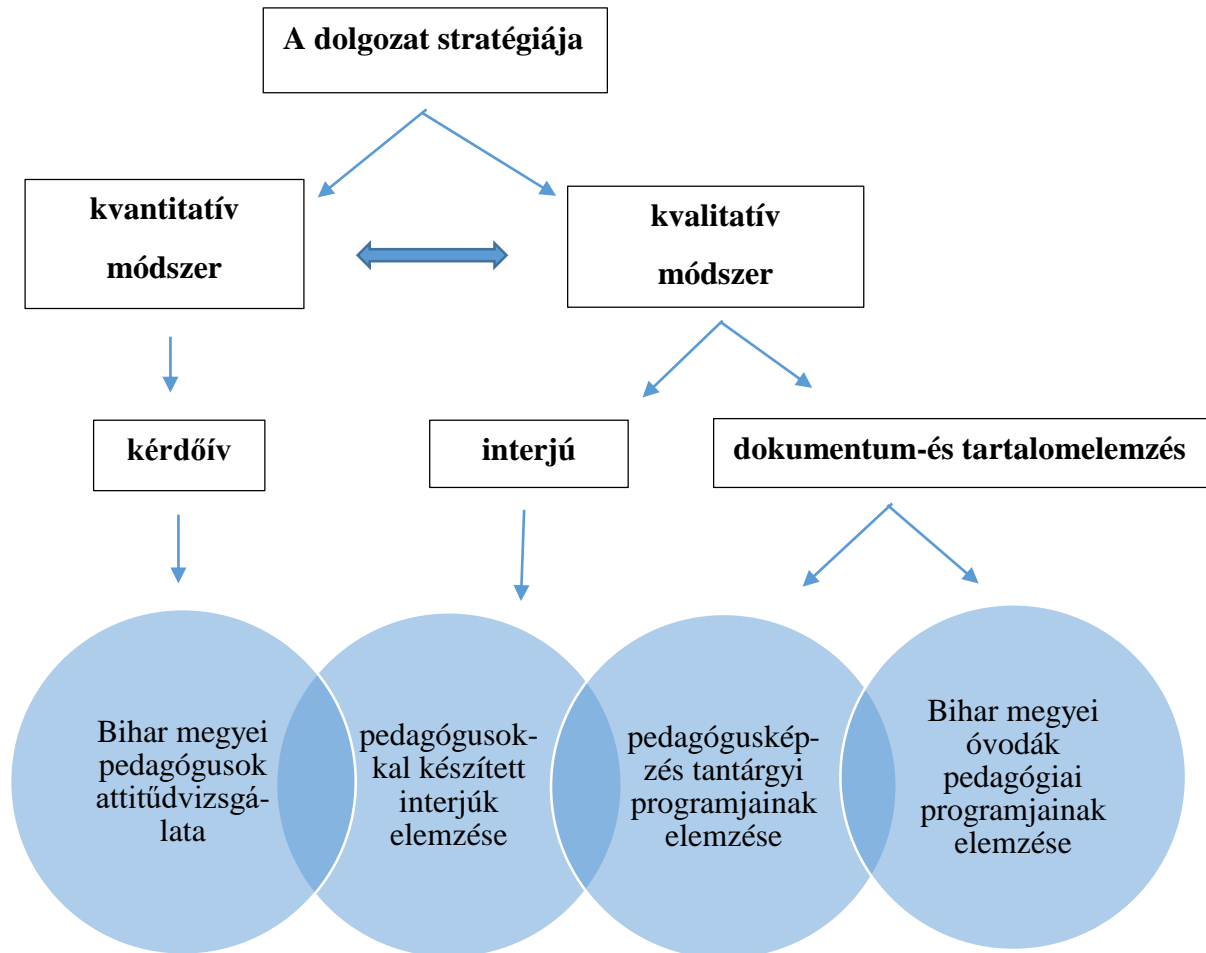 A dolgozat stratégiája
kvantitatív
módszer
kvalitatív
módszer
kérdőív
interjú
dokumentum-és tartalomelemzés
Bihar megyei
pedagógusok
attitűdvizsgá-
lata
pedagógusok-
kal készített
interjúk
elemzése
pedagóguskép-
zés tantárgyi
programjainak
elemzése
Bihar megyei
óvodák
pedagógiai
programjainak
elemzése